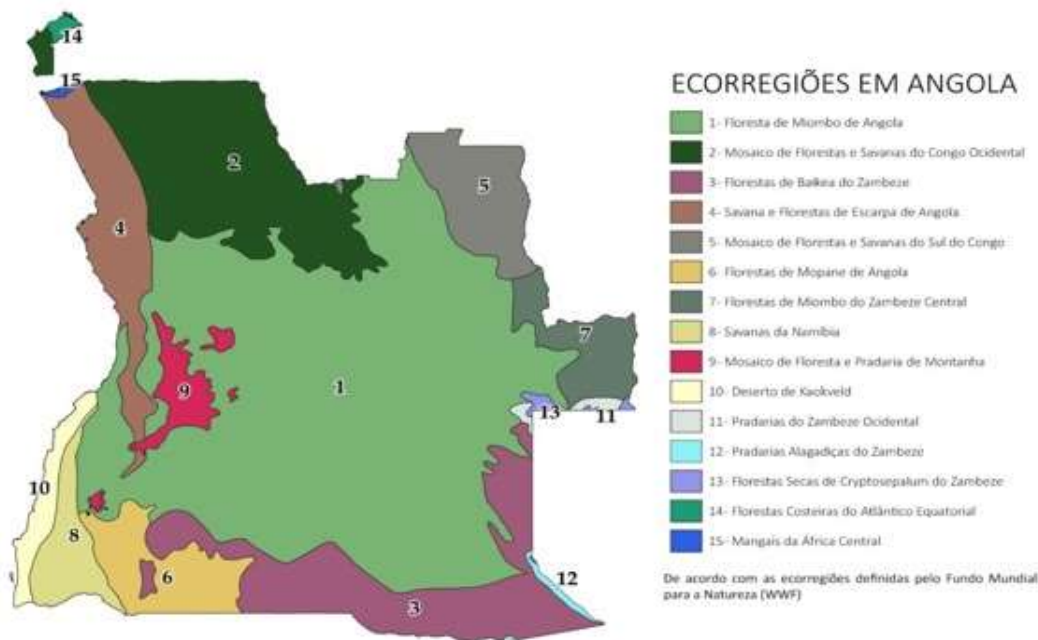 14
15
2
5
4
7
9
1
13
11
10
8
6
12
3
ECORREGIÕES EM ANGOLA
1- Floresta de Miombo de Angola
2- Mosaico de Florestas e Savanas do Congo Ocidental
3- Florestas de Baikea do Zambeze
4- Savana e Florestas de Escarpa de Angola
5- Mosaico de Florestas e Savanas do Sul do Congo
6- Florestas de Mopane de Angola
7- Florestas de Miombo do Zambeze Central
8- Savanas da Namíbia
9- Mosaico de Floresta e Pradaria de Montanha
10- Deserto de Kaokveld
11- Pradarias do Zambeze Ocidental
12- Pradarias Alagadiças do Zambeze
13- Florestas Secas de Cryptosepalum do Zambeze
14- Florestas Costeiras do Atlântico Equatorial
15- Mangais da África Central
De acordo com as ecorregiões definidas pelo Fundo Mundial
para a Natureza (WWF)